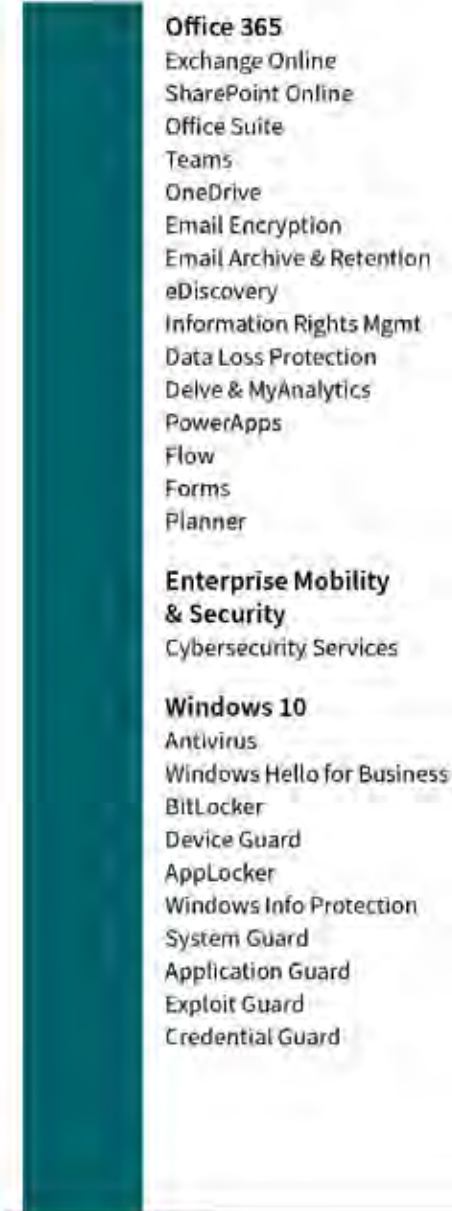 Office 365
Exchange Online
SharePoint Online
Office Suite
Teams
OneDrive
Email Encryption
Email Archive & Retention
eDiscovery
Information Rights Mgmt
Data Loss Protection
Delve & MyAnalytics
PowerApps
Flow
Forms
Planner
Enterprise Mobility
& Security
Cybersecurity Services
Windows 10
Antivirus
Windows Hello for Business
BitLocker
Device Guard
AppLocker
Windows Info Protection
System Guard
Application Guard
Exploit Guard
Credential Guard